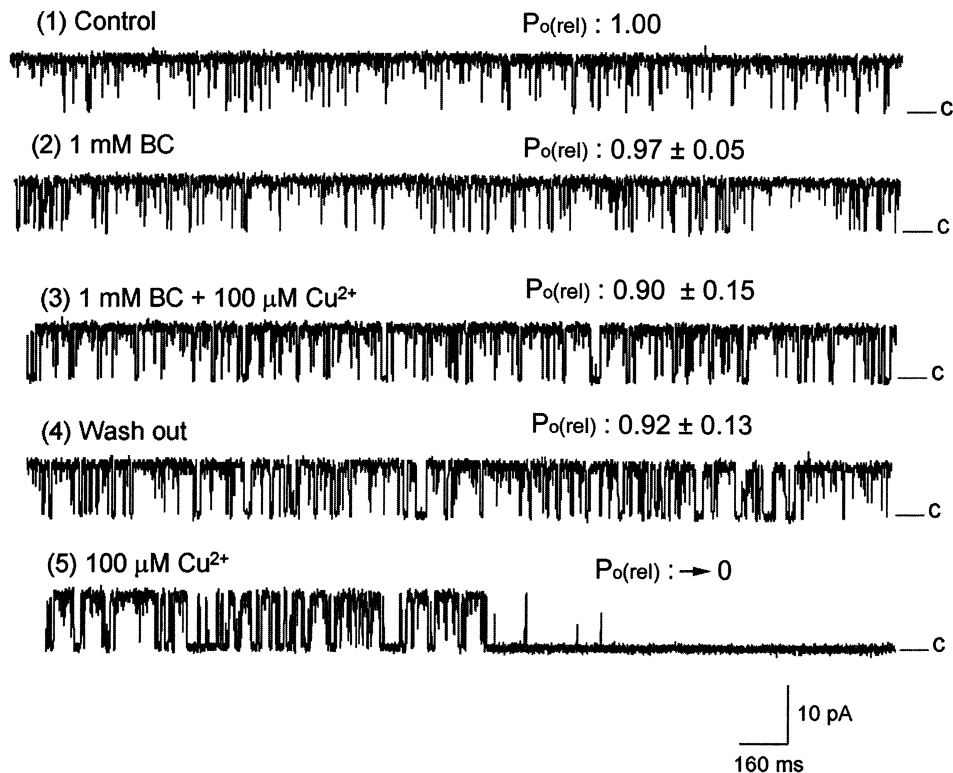 (1) Control Po(rel) : 1.00
c
(2) 1 mM BC Po(rel) : 0.97 ± 0.05
c
(3) 1 mM BC + 100 μM Cu²⁺ Po(rel) : 0.90 ± 0.15
c
(4) Wash out Po(rel) : 0.92 ± 0.13
c
(5) 100 μM Cu²⁺ Po(rel) : → 0
c
10 pA
160 ms